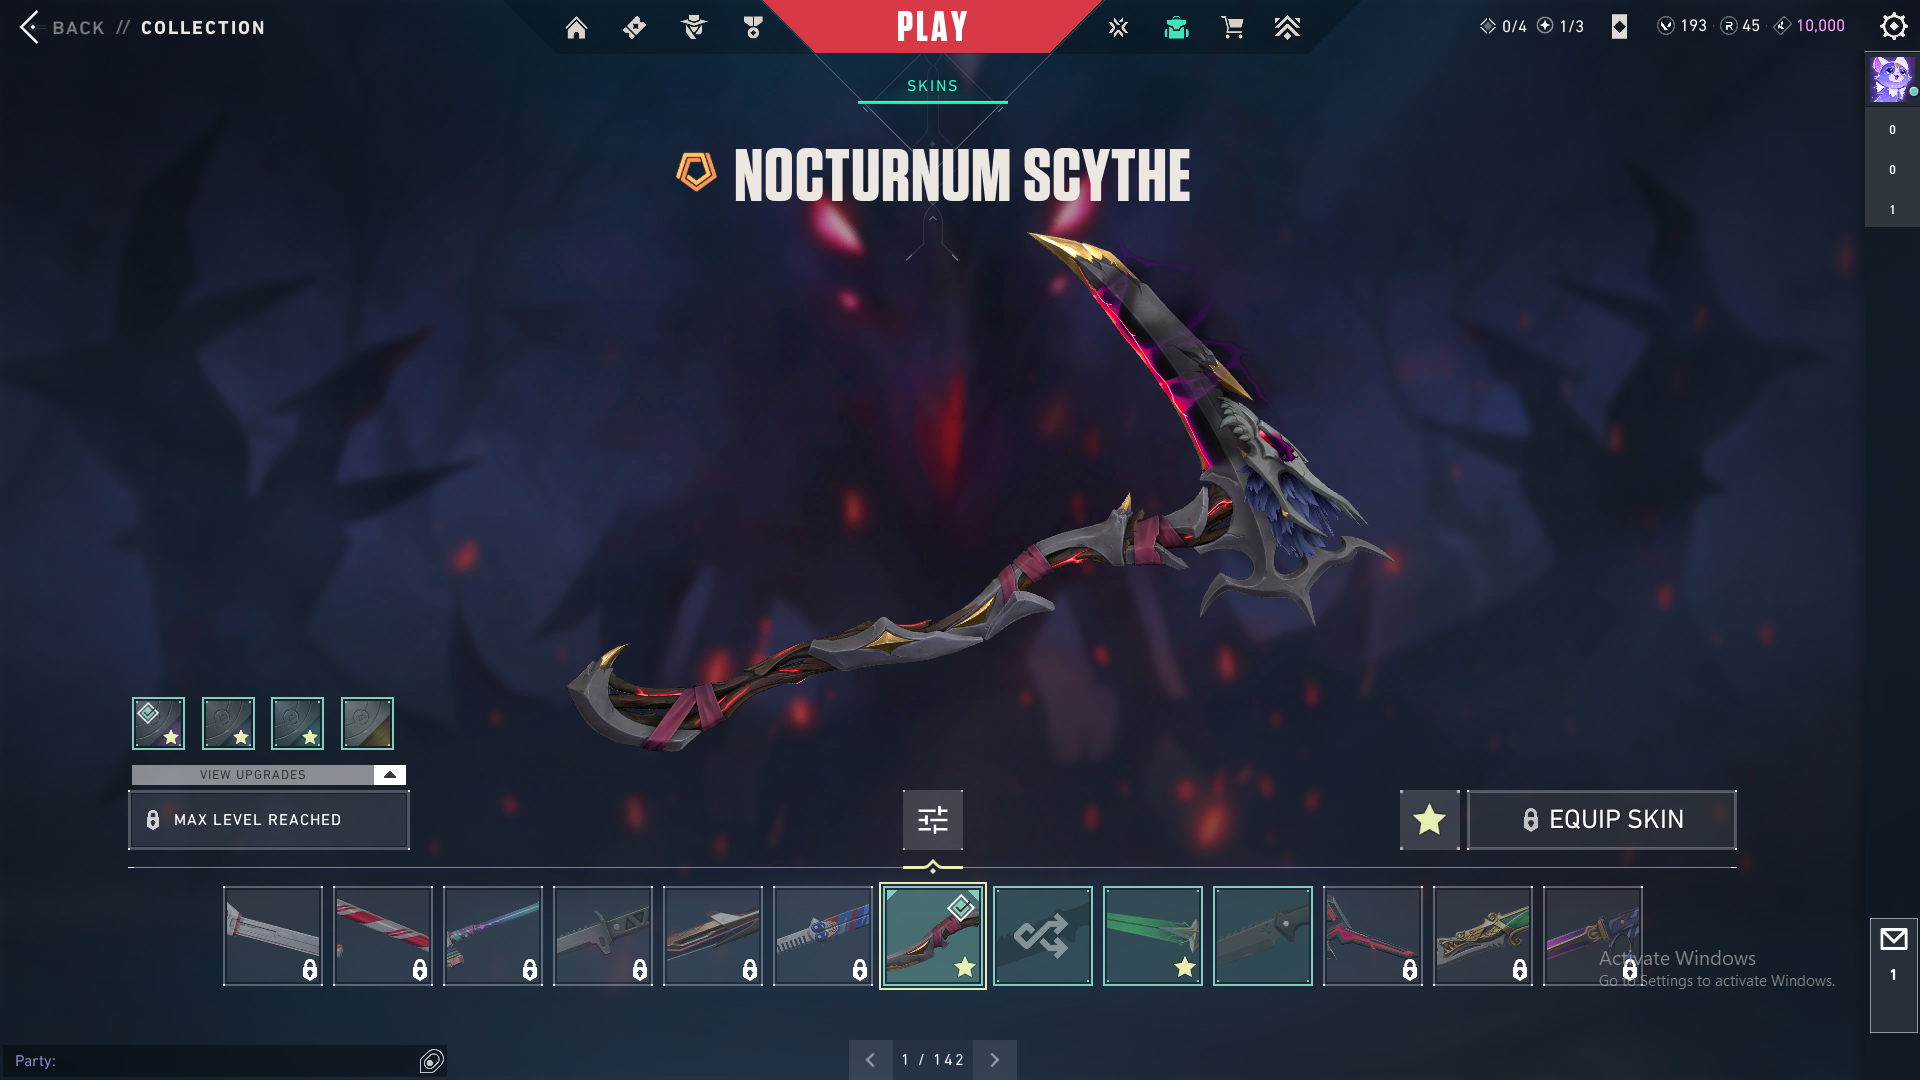 BACK // COLLECTION
PLAY
0/4 1/3 193 R 45 10,000
SKINS
NOCTURNUM SCYTHE
0
0
1
VIEW UPGRADES
MAX LEVEL REACHED
EQUIP SKIN
Activate Windows
Go to Settings to activate Windows.
1
Party:
1 / 142